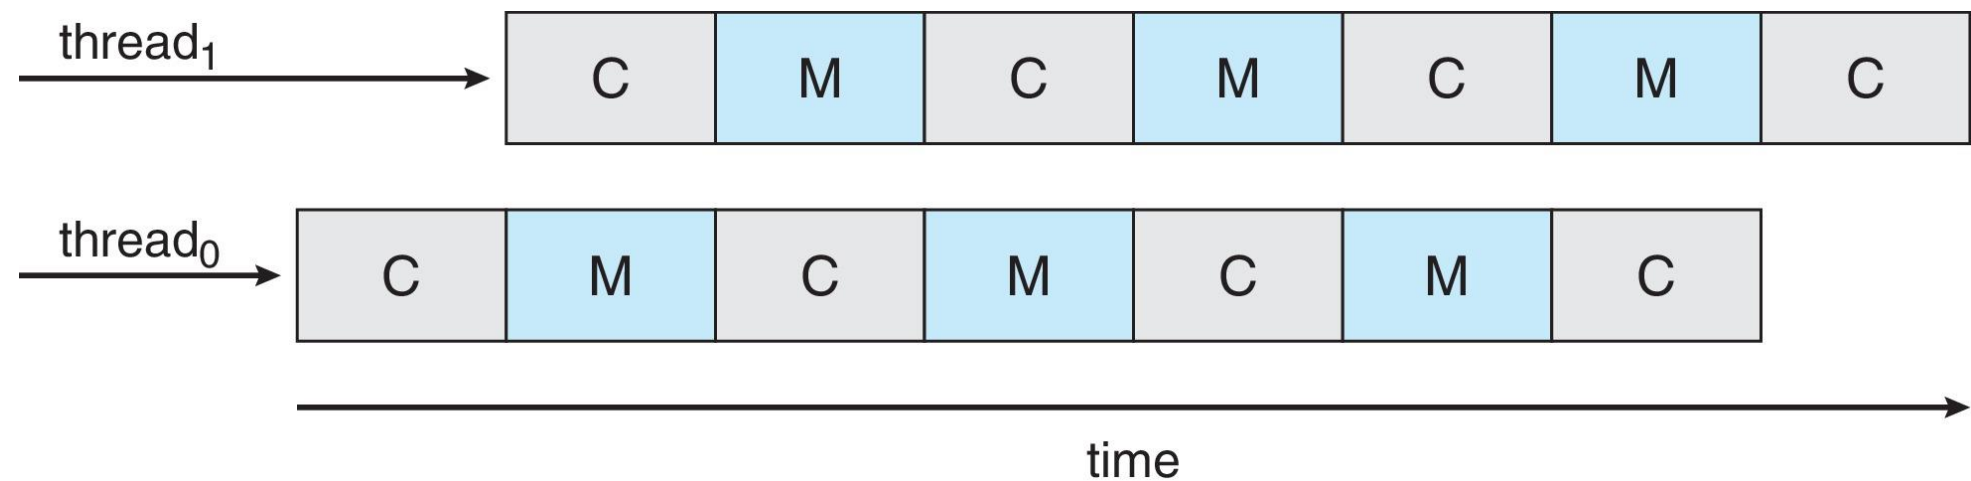 thread₁
C M C M C M C
thread₀
C M C M C M C
time